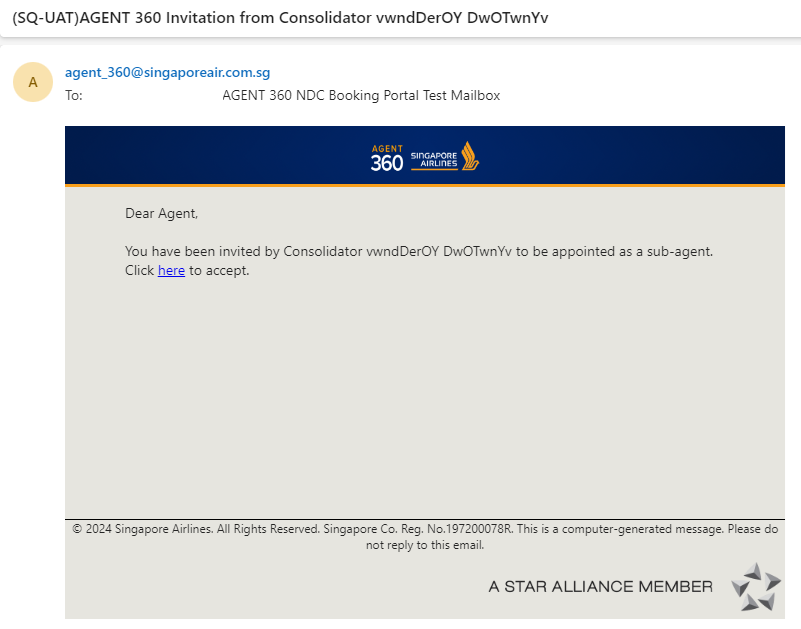 (SQ-UAT)AGENT 360 Invitation from Consolidator vwndDerOY DwOTwnYv
A
agent_360@singaporeair.com.sg
To: AGENT 360 NDC Booking Portal Test Mailbox
AGENT
360
SINGAPORE
AIRLINES
Dear Agent,
You have been invited by Consolidator vwndDerOY DwOTwnYv to be appointed as a sub-agent.
Click here to accept.
© 2024 Singapore Airlines. All Rights Reserved. Singapore Co. Reg. No.197200078R. This is a computer-generated message. Please do
not reply to this email.
A STAR ALLIANCE MEMBER